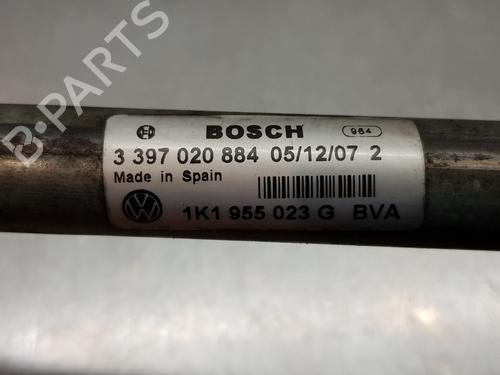 B-PARTS
BOSCH 964
3 397 020 884 05/12/07 2
Made in Spain
1K1 955 023 G BVA